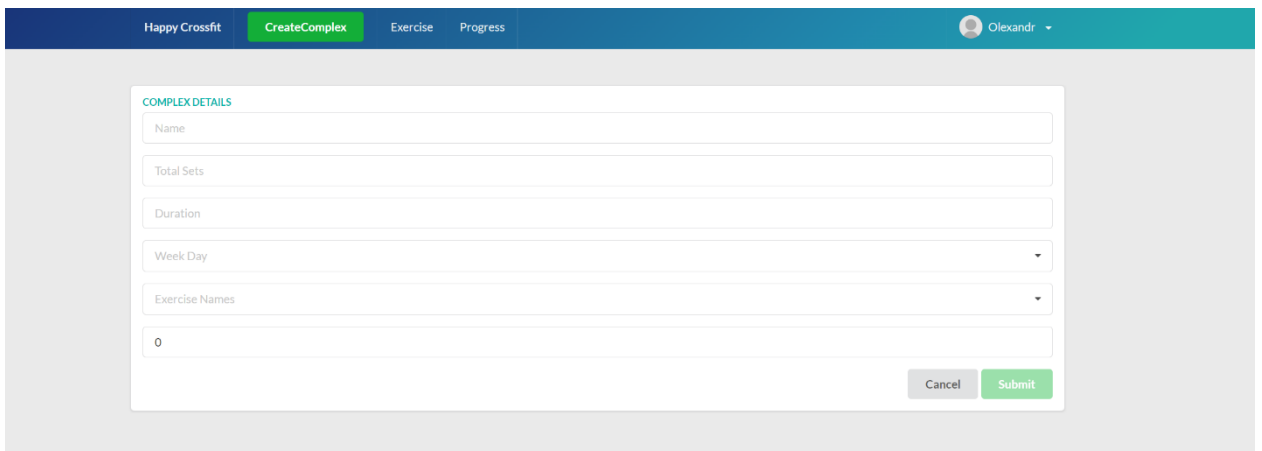 Happy Crossfit CreateComplex Exercise Progress Olexandr
COMPLEX DETAILS
Name
Total Sets
Duration
Week Day
Exercise Names
0
Cancel Submit